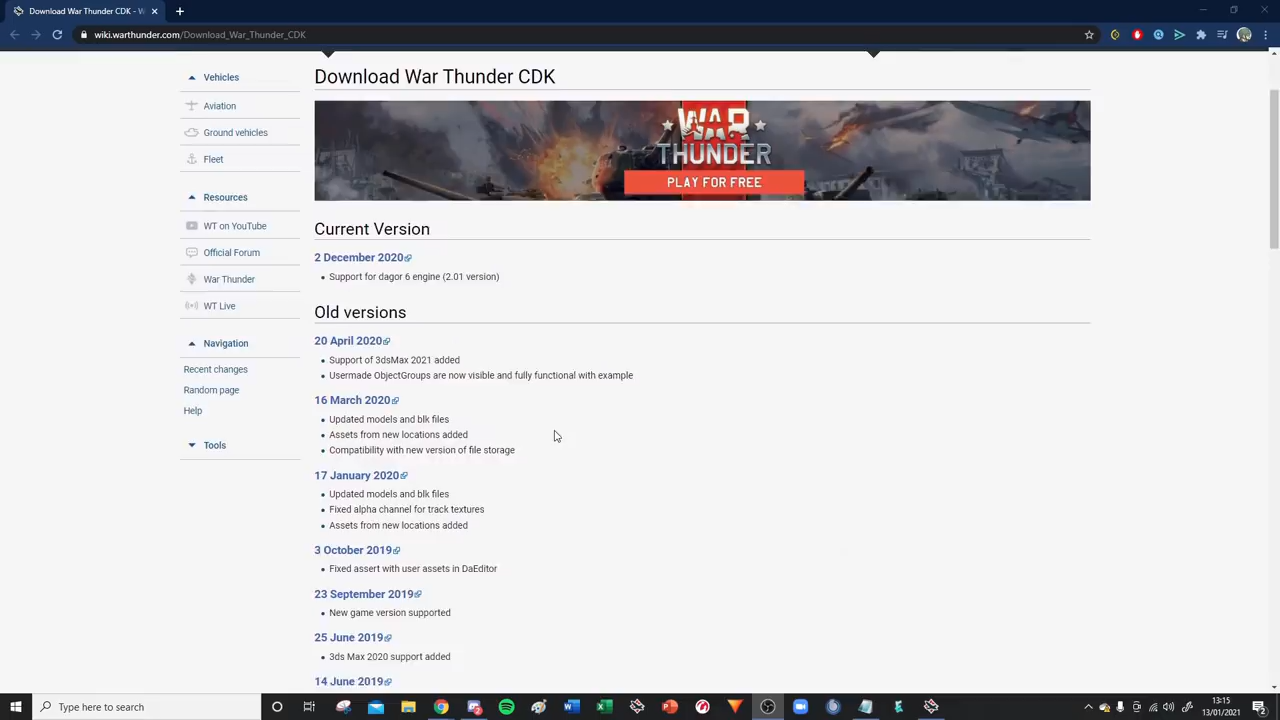 Download War Thunder CDK - W
wiki.warthunder.com/Download_War_Thunder_CDK
Vehicles
Aviation
Ground vehicles
Fleet
Resources
WT on YouTube
Official Forum
War Thunder
WT Live
Navigation
Recent changes
Random page
Help
Tools
Download War Thunder CDK
WAR
THUNDER
PLAY FOR FREE
Current Version
2 December 2020
Support for dagor 6 engine (2.01 version)
Old versions
20 April 2020
Support of 3dsMax 2021 added
Usermade ObjectGroups are now visible and fully functional with example
16 March 2020
Updated models and blk files
Assets from new locations added
Compatibility with new version of file storage
17 January 2020
Updated models and blk files
Fixed alpha channel for track textures
Assets from new locations added
3 October 2019
Fixed assert with user assets in DaEditor
23 September 2019
New game version supported
25 June 2019
3ds Max 2020 support added
14 June 2019
Type here to search
13:15
13/01/2021